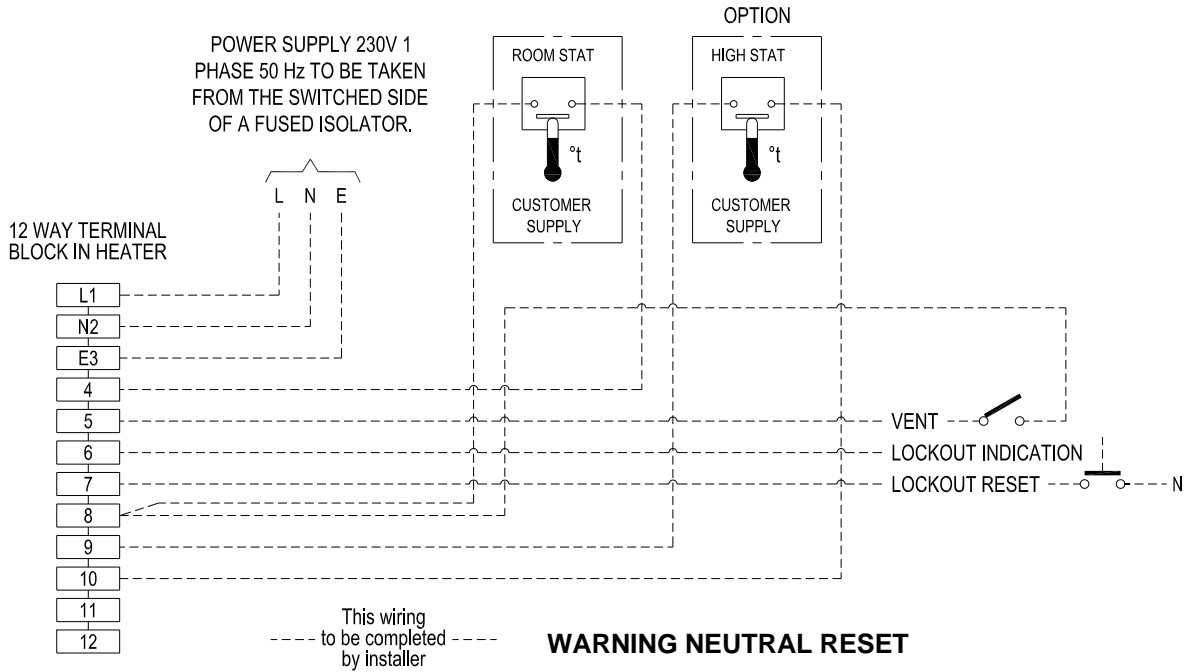 OPTION
POWER SUPPLY 230V 1
PHASE 50 Hz TO BE TAKEN
FROM THE SWITCHED SIDE
OF A FUSED ISOLATOR.
ROOM STAT
°t
CUSTOMER
SUPPLY
HIGH STAT
°t
CUSTOMER
SUPPLY
L N E
12 WAY TERMINAL
BLOCK IN HEATER
L1
N2
E3
4
5
6
7
8
9
10
11
12
VENT
LOCKOUT INDICATION
LOCKOUT RESET
N
This wiring
to be completed
by installer
WARNING NEUTRAL RESET